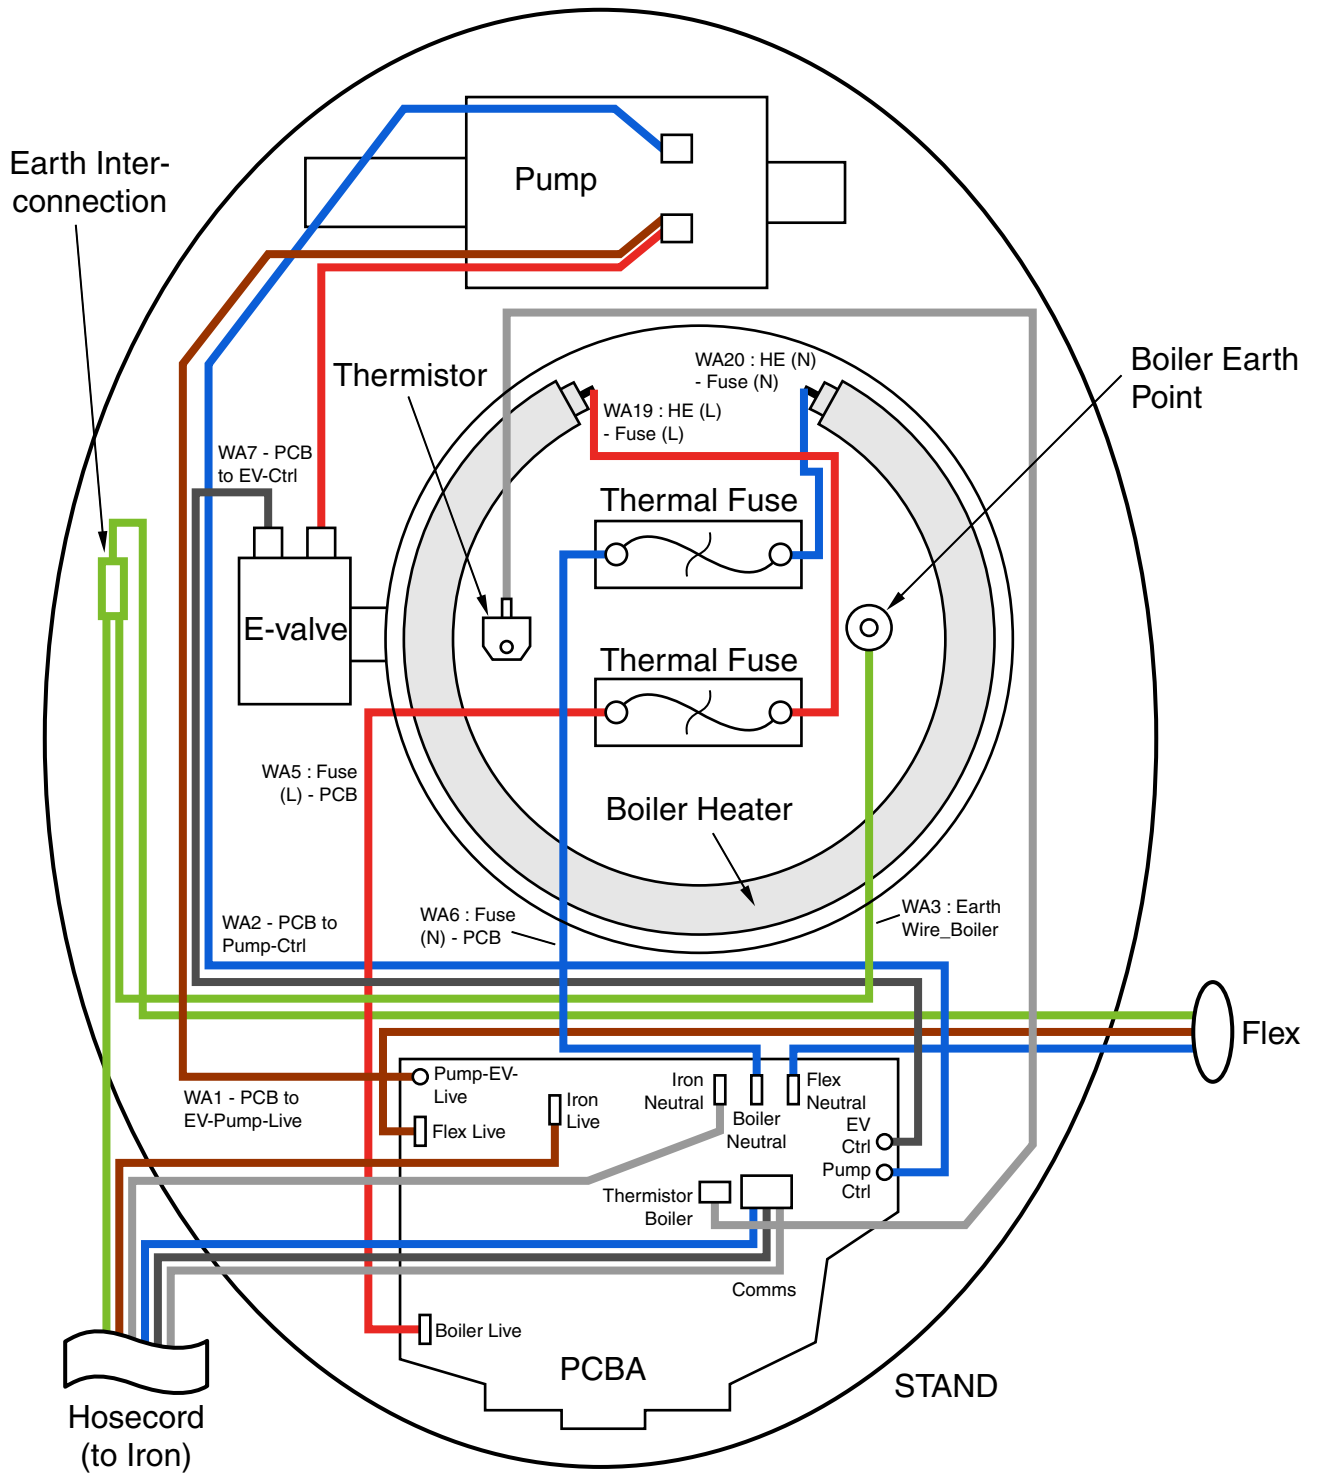 Earth Inter-
connection
Pump
Thermistor
WA20 : HE (N)
- Fuse (N)
WA19 : HE (L)
- Fuse (L)
Boiler Earth
Point
WA7 - PCB
to EV-Ctrl
Thermal Fuse
E-valve
Thermal Fuse
WA5 : Fuse
(L) - PCB
Boiler Heater
WA2 - PCB to
Pump-Ctrl
WA6 : Fuse
(N) - PCB
WA3 : Earth
Wire_Boiler
Flex
WA1 - PCB to
EV-Pump-Live
Pump-EV-
Live
Flex Live
Iron
Live
Iron
Neutral
Boiler
Neutral
Flex
Neutral
EV
Ctrl
Pump
Ctrl
Thermistor
Boiler
Comms
Boiler Live
PCBA
STAND
Hosecord
(to Iron)